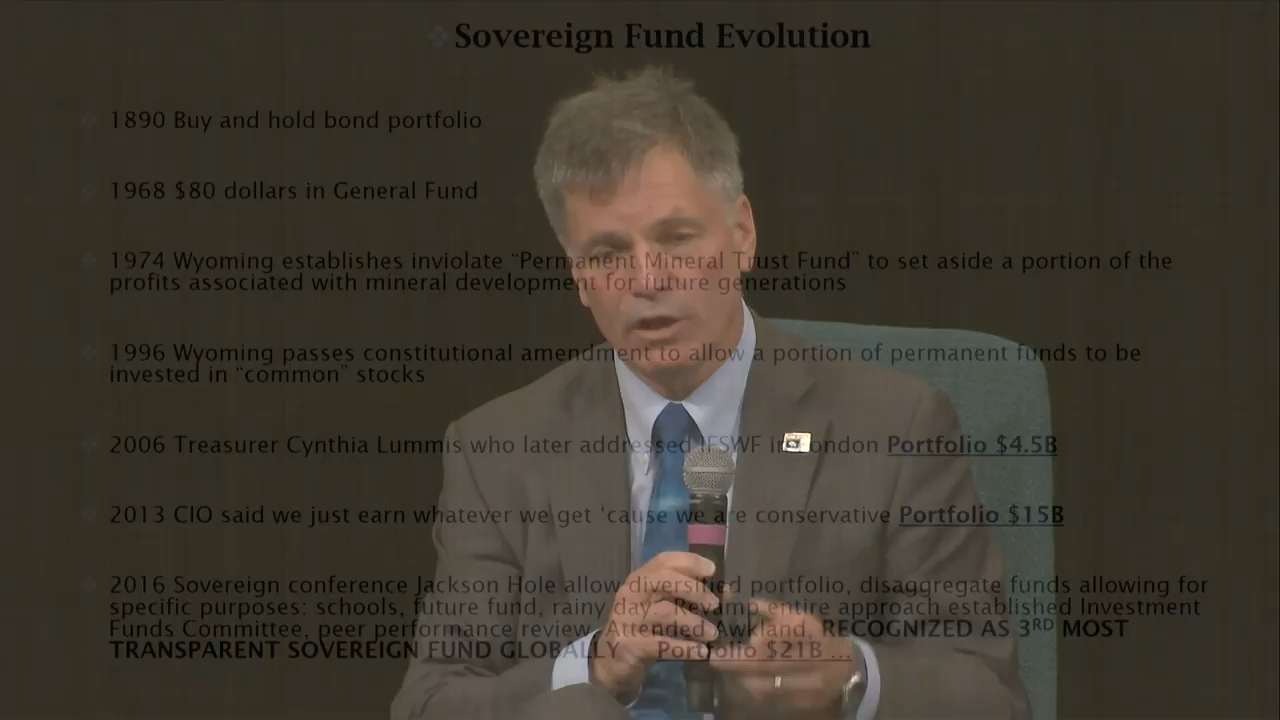 Sovereign Fund Evolution
1890 Buy and hold bond portfolio
1968 $80 dollars in General Fund
1974 Wyoming establishes inviolate “Permanent Mineral Trust Fund” to set aside a portion of the
profits associated with mineral development for future generations
1996 Wyoming passes constitutional amendment to allow a portion of permanent funds to be
invested in “common” stocks
2006 Treasurer Cynthia Lummis who later addressed IFSWF in London Portfolio $4.5B
2013 CIO said we just earn whatever we get ‘cause we are conservative Portfolio $15B
2016 Sovereign conference Jackson Hole allow diversified portfolio, disaggregate funds allowing for
specific purposes: schools, future fund, rainy day. Revamp entire approach established Investment
Funds Committee, peer performance review. Attended Awkland, RECOGNIZED AS 3RD MOST
TRANSPARENT SOVEREIGN FUND GLOBALLY Portfolio $21B ...